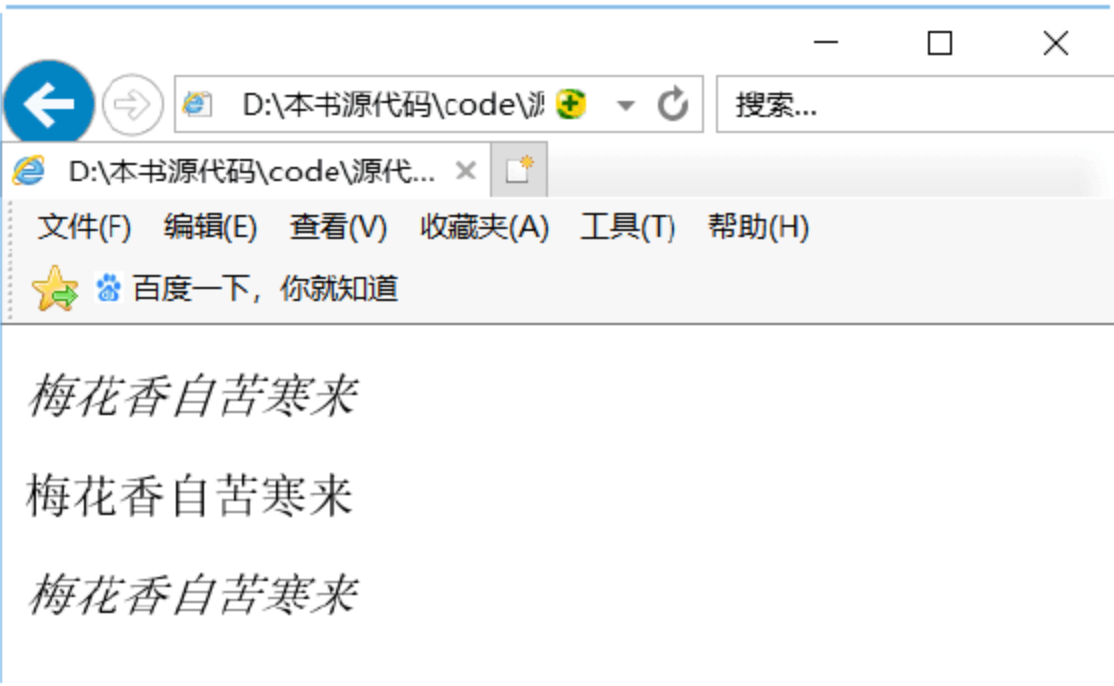 D:\本书源代码\code\源 搜索...
D:\本书源代码\code\源代...
文件(F) 编辑(E) 查看(V) 收藏夹(A) 工具(T) 帮助(H)
百度一下，你就知道
梅花香自苦寒来
梅花香自苦寒来
梅花香自苦寒来